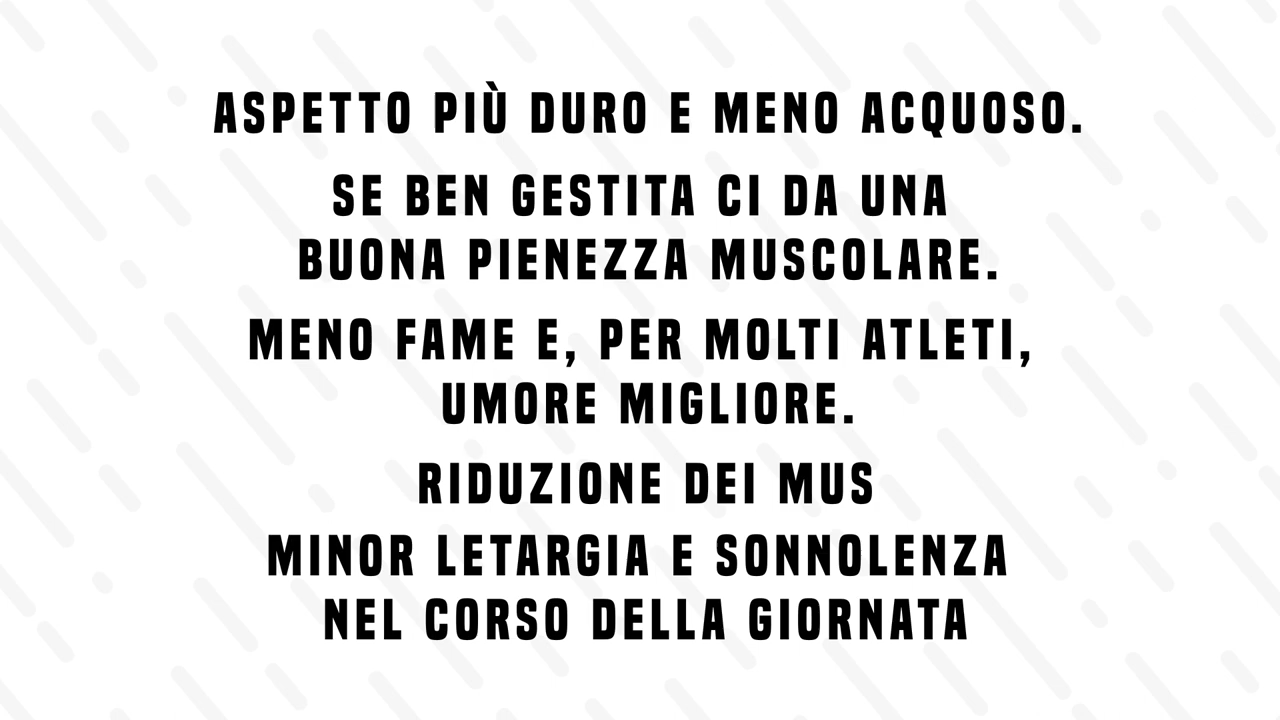 ASPETTO PIÙ DURO E MENO ACQUOSO.
SE BEN GESTITA CI DA UNA
BUONA PIENEZZA MUSCOLARE.
MENO FAME E, PER MOLTI ATLETI,
UMORE MIGLIORE.
RIDUZIONE DEI MUS
MINOR LETARGIA E SONNOLENZA
NEL CORSO DELLA GIORNATA